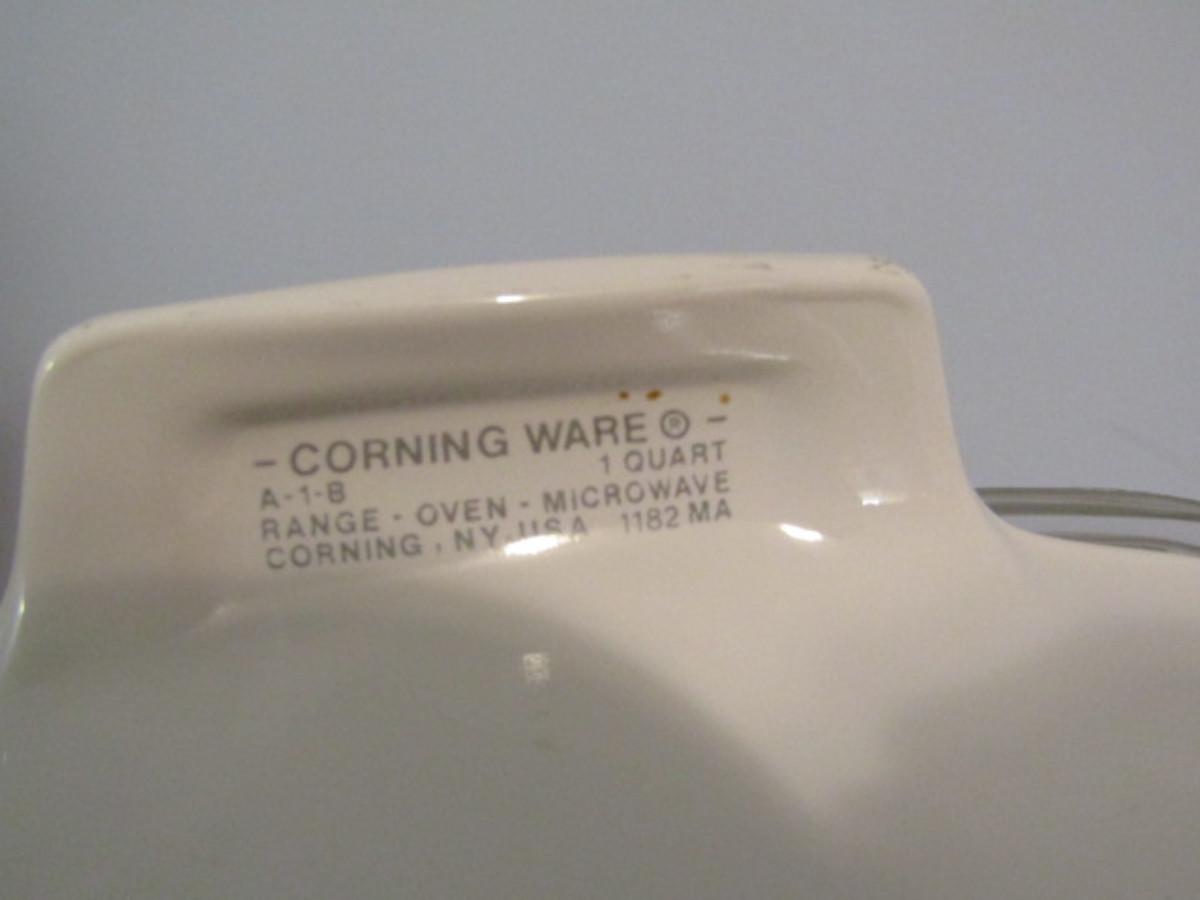 - CORNING WARE ® -
A-1-B 1 QUART
RANGE - OVEN - MICROWAVE
CORNING, NY, USA 1182 MA